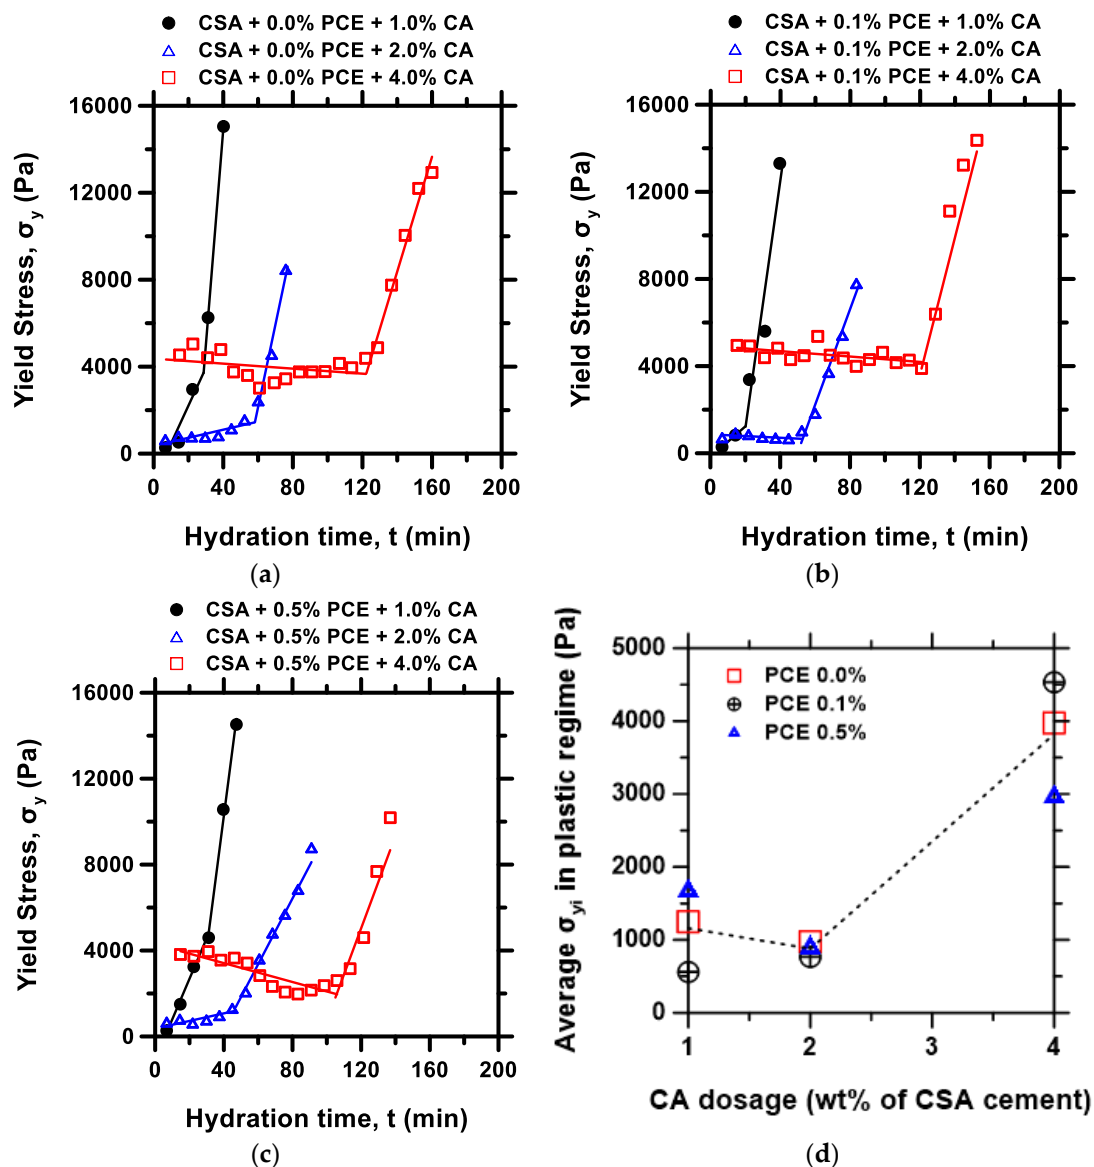 CSA + 0.0% PCE + 1.0% CA
CSA + 0.0% PCE + 2.0% CA
CSA + 0.0% PCE + 4.0% CA
16000
12000
8000
4000
0
Yield Stress, σy (Pa)
0 40 80 120 160 200
Hydration time, t (min)
(a)
CSA + 0.1% PCE + 1.0% CA
CSA + 0.1% PCE + 2.0% CA
CSA + 0.1% PCE + 4.0% CA
16000
12000
8000
4000
0
Yield Stress, σy (Pa)
0 40 80 120 160 200
Hydration time, t (min)
(b)
CSA + 0.5% PCE + 1.0% CA
CSA + 0.5% PCE + 2.0% CA
CSA + 0.5% PCE + 4.0% CA
16000
12000
8000
4000
0
Yield Stress, σy (Pa)
0 40 80 120 160 200
Hydration time, t (min)
(c)
PCE 0.0%
PCE 0.1%
PCE 0.5%
5000
4000
3000
2000
1000
0
Average σyi in plastic regime (Pa)
1 2 3 4
CA dosage (wt% of CSA cement)
(d)